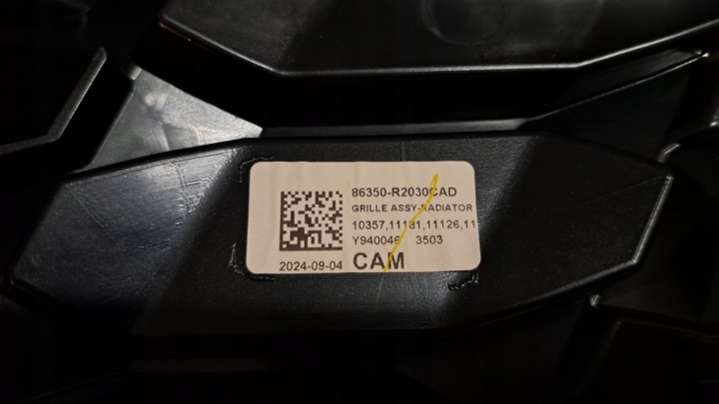 86350-R2030CAD
GRILLE ASSY-RADIATOR
10357,11181,11126,11
Y940046 3503
2024-09-04 CAM